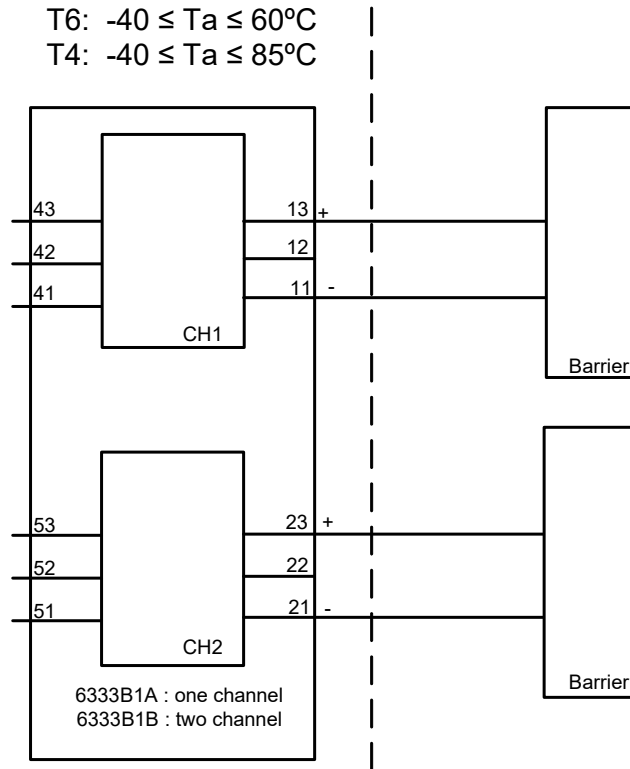 T6: -40 ≤ Ta ≤ 60ºC
T4: -40 ≤ Ta ≤ 85ºC
43
13 +
42
12
41
11 -
CH1
Barrier
53
23 +
52
22
51
21 -
CH2
Barrier
6333B1A : one channel
6333B1B : two channel